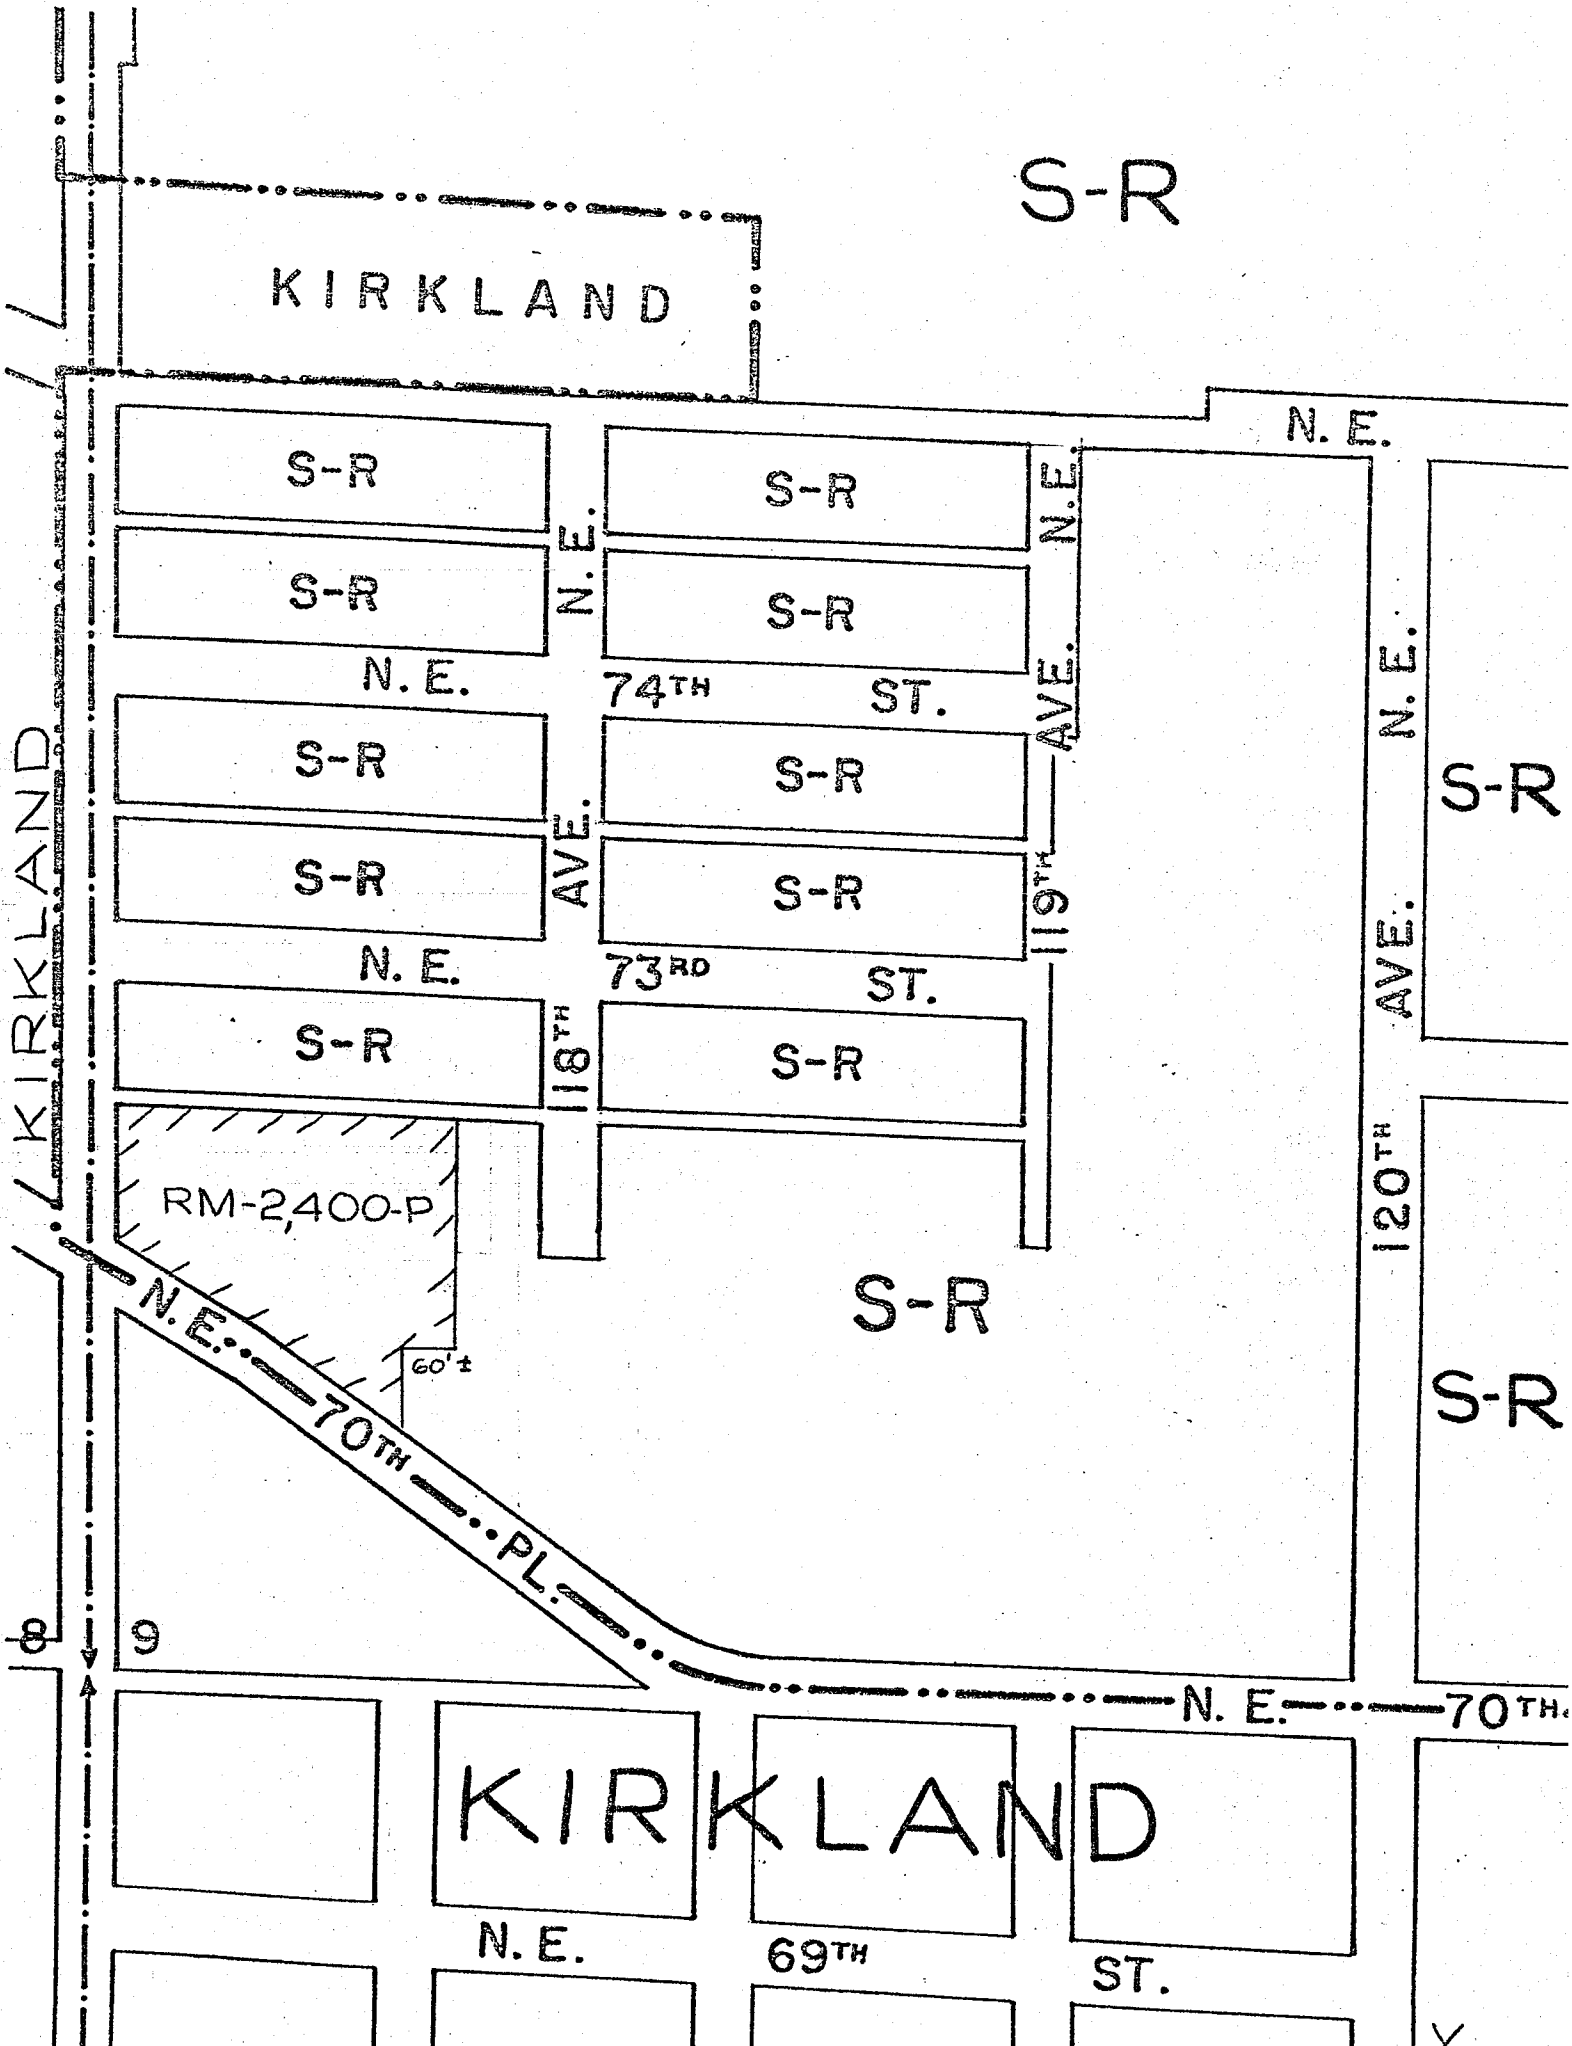 S-R
KIRKLAND
N. E.
S-R
S-R
N.E.
S-R
S-R
N. E.
N. E. 74TH ST.
AVE.
N. E.
KIRKLAND
S-R
S-R
S-R
S-R
S-R
AVE.
119TH
AVE.
N. E. 73RD ST.
S-R
S-R
118TH
120TH
RM-2,400-P
S-R
60'±
S-R
N.E. 70TH PL.
8
9
N. E. 70TH
KIRKLAND
N. E. 69TH ST.